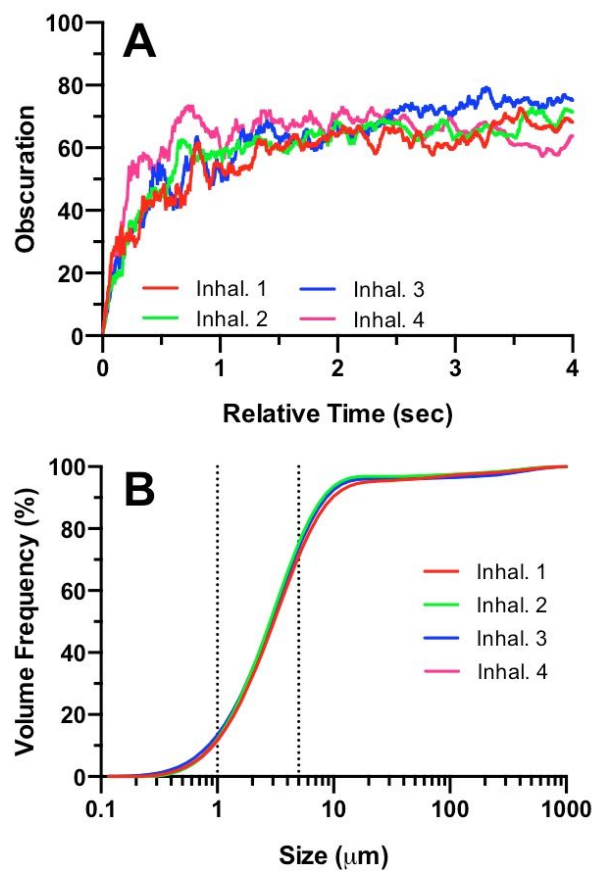 A
100
80
60
40
20
0
Obscuration
Inhal. 1
Inhal. 3
Inhal. 2
Inhal. 4
0 1 2 3 4
Relative Time (sec)
B
100
80
60
40
20
0
Volume Frequency (%)
Inhal. 1
Inhal. 2
Inhal. 3
Inhal. 4
0.1 1 10 100 1000
Size (μm)